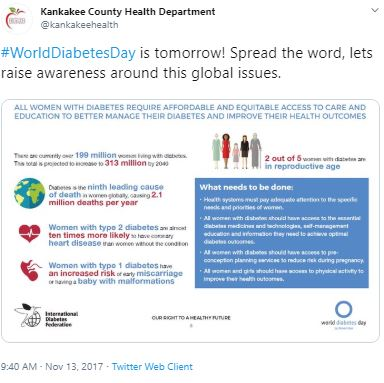 Kankakee County Health Department
@kankakeehealth
#WorldDiabetesDay is tomorrow! Spread the word, lets
raise awareness around this global issues.
ALL WOMEN WITH DIABETES REQUIRE AFFORDABLE AND EQUITABLE ACCESS TO CARE AND
EDUCATION TO BETTER MANAGE THEIR DIABETES AND IMPROVE THEIR HEALTH OUTCOMES
There are currently over 199 million women living with diabetes.
This total is projected to increase to 313 million by 2040
2 out of 5 women with diabetes are
in reproductive age
Diabetes is the ninth leading cause
of death in women globally, causing 2.1
million deaths per year
Women with type 2 diabetes are almost
ten times more likely to have coronary
heart disease than women without the condition
Women with type 1 diabetes have
an increased risk of early miscarriage
or having a baby with malformations
What needs to be done:
• Health systems must pay adequate attention to the specific
needs and priorities of women.
• All women with diabetes should have access to the essential
diabetes medicines and technologies, self-management
education and information they need to achieve optimal
diabetes outcomes.
• All women with diabetes should have access to pre-
conception planning services to reduce risk during pregnancy.
• All women and girls should have access to physical activity to
improve their health outcomes.
International
Diabetes
Federation
OUR RIGHT TO A HEALTHY FUTURE
world diabetes day
9:40 AM · Nov 13, 2017 · Twitter Web Client